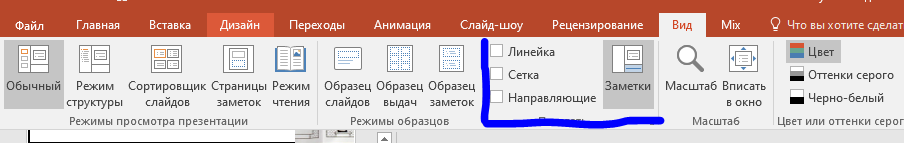 Файл Главная Вставка Дизайн Переходы Анимация Слайд-шоу Рецензирование Вид Mix Что вы хотите сделат
Обычный
Режим структуры
Сортировщик слайдов
Страницы заметок
Режим чтения
Режимы просмотра презентации
Образец слайдов
Образец выдач
Образец заметок
Режимы образцов
Линейка
Сетка
Направляющие
Заметки
Масштаб
Вписать в окно
Масштаб
Цвет
Оттенки серого
Черно-белый
Цвет или оттенки серог